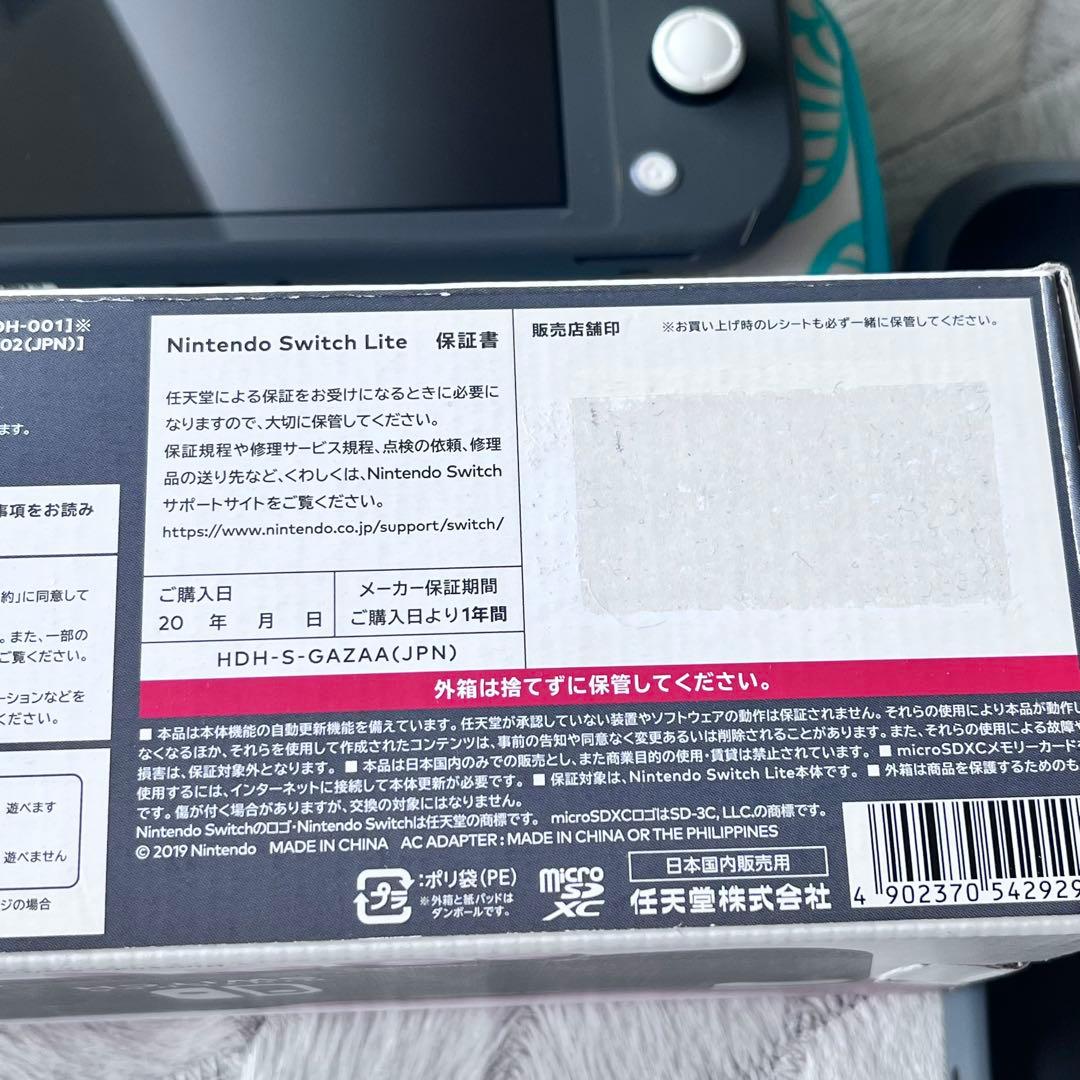 DH-001]※
02(JPN)]
ます。
事項をお読み
約」に同意して
。また、一部の
ご覧ください。
ーションなどを
ください。
遊べます
遊べません
ジの場合
Nintendo Switch Lite 保証書
任天堂による保証をお受けになるときに必要に
なりますので、大切に保管してください。
保証規程や修理サービス規程、点検の依頼、修理
品の送り先など、くわしくは、Nintendo Switch
サポートサイトをご覧ください。
https://www.nintendo.co.jp/support/switch/
ご購入日
20 年 月 日
メーカー保証期間
ご購入日より1年間
HDH-S-GAZAA(JPN)
販売店舗印 ※お買い上げ時のレシートも必ず一緒に保管してください。
外箱は捨てずに保管してください。
■ 本品は本体機能の自動更新機能を備えています。任天堂が承認していない装置やソフトウェアの動作は保証されません。それらの使用により本品が動作し
なくなるほか、それらを使用して作成されたコンテンツは、事前の告知や同意なく変更あるいは削除されることがあります。また、それらの使用による故障や
損害は、保証対象外となります。 ■ 本品は日本国内のみでの販売とし、また商業目的の使用・賃貸は禁止されています。 ■ microSDXCメモリーカードを
使用するには、インターネットに接続して本体更新が必要です。 ■ 保証対象は、Nintendo Switch Lite本体です。 ■ 外箱は商品を保護するためのも
です。傷が付く場合がありますが、交換の対象にはなりません。
Nintendo Switchのロゴ・Nintendo Switchは任天堂の商標です。 microSDXCロゴはSD-3C, LLC.の商標です。
© 2019 Nintendo MADE IN CHINA AC ADAPTER : MADE IN CHINA OR THE PHILIPPINES
プラ
:ポリ袋(PE)
※外箱と紙パッドは
ダンボールです。
micro
SD
XC
日本国内販売用
任天堂株式会社
4 902370 542929